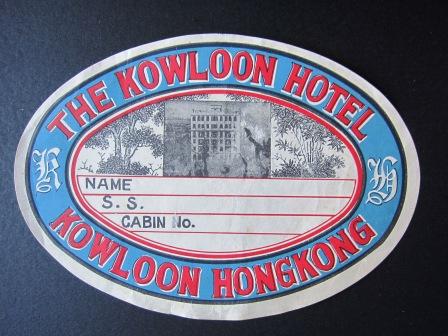 THE KOWLOON HOTEL
K
H
NAME
S. S.
CABIN No.
KOWLOON HONGKONG